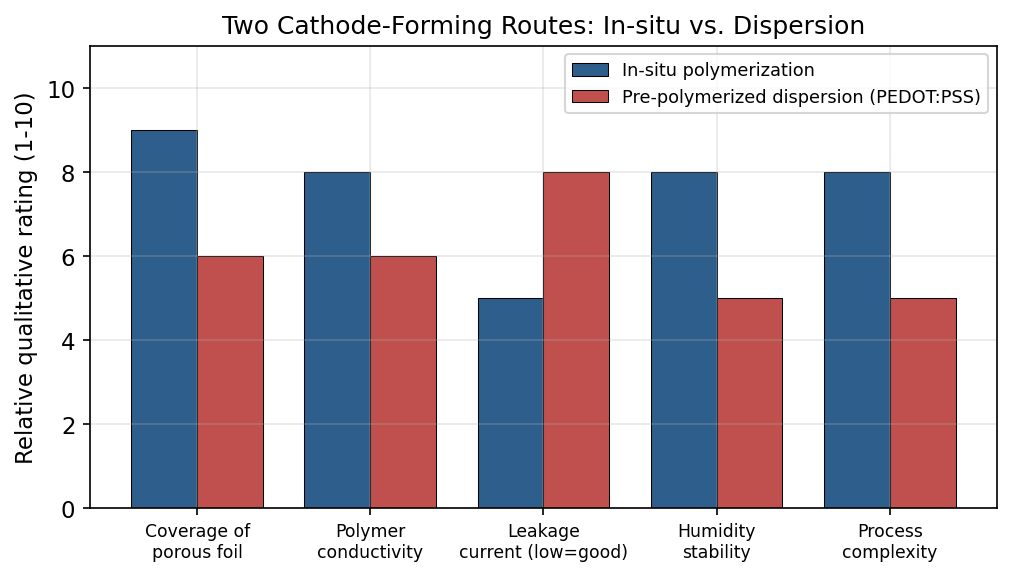 Two Cathode-Forming Routes: In-situ vs. Dispersion
Relative qualitative rating (1-10)
10
8
6
4
2
0
In-situ polymerization
Pre-polymerized dispersion (PEDOT:PSS)
Coverage of
porous foil
Polymer
conductivity
Leakage
current (low=good)
Humidity
stability
Process
complexity